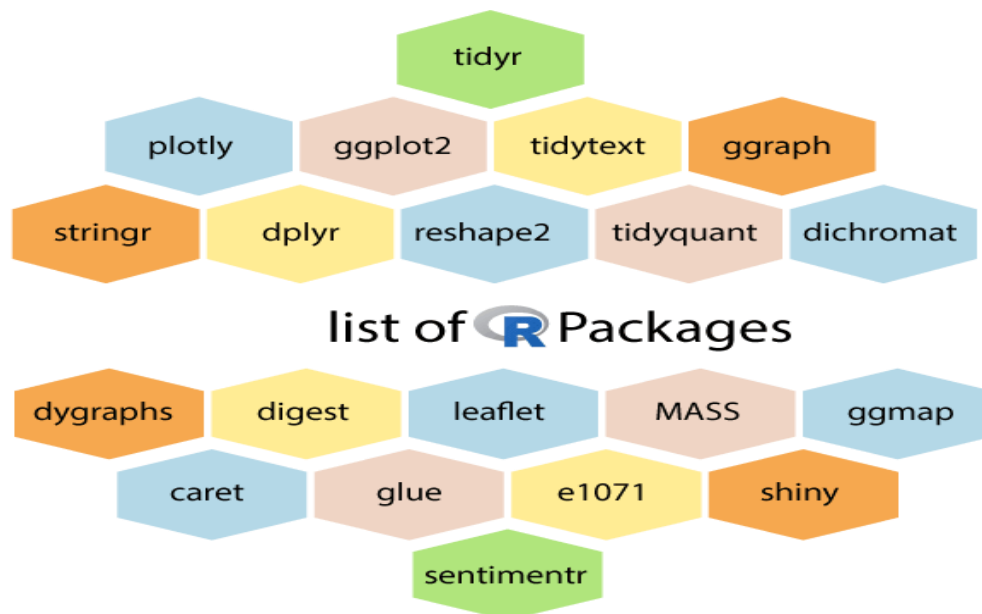 tidyr
plotly ggplot2 tidytext ggraph
stringr dplyr reshape2 tidyquant dichromat
list of R Packages
dygraphs digest leaflet MASS ggmap
caret glue e1071 shiny
sentimentr